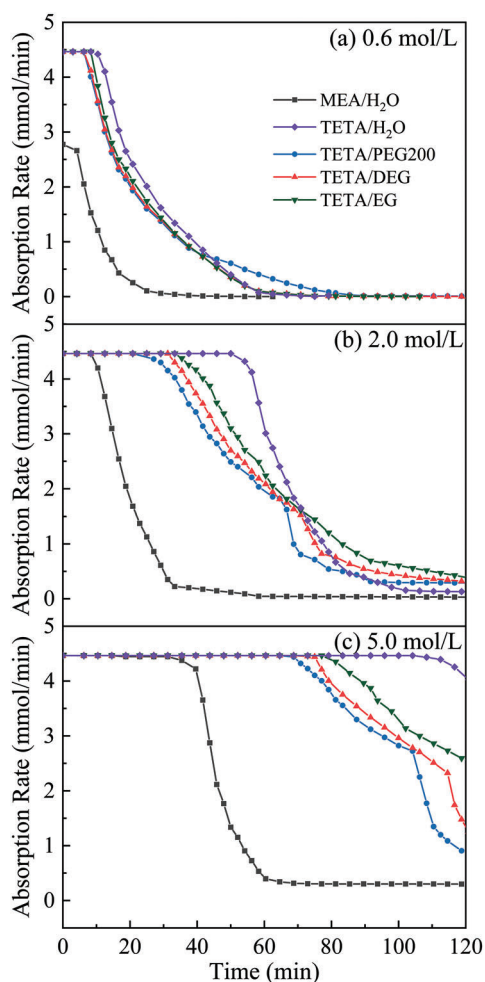 (a) 0.6 mol/L
5
4
3
2
1
0
Absorption Rate (mmol/min)
MEA/H₂O
TETA/H₂O
TETA/PEG200
TETA/DEG
TETA/EG
(b) 2.0 mol/L
4
3
2
1
0
Absorption Rate (mmol/min)
(c) 5.0 mol/L
5
4
3
2
1
0
Absorption Rate (mmol/min)
0 20 40 60 80 100 120
Time (min)